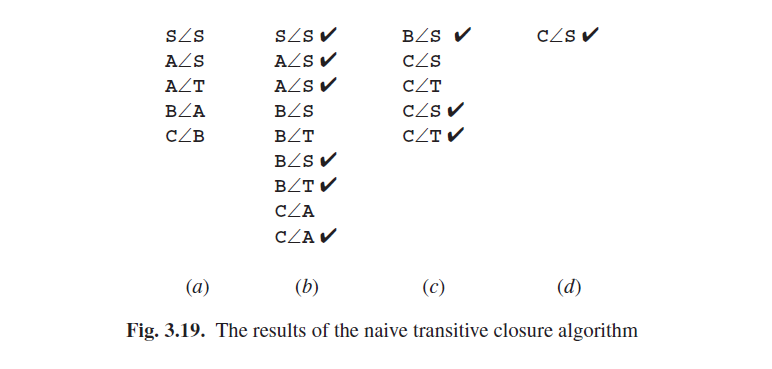 S∠S S∠S ✔ B∠S ✔ C∠S ✔
A∠S A∠S ✔ C∠S
A∠T A∠S ✔ C∠T
B∠A B∠S C∠S ✔
C∠B B∠T C∠T ✔
B∠S ✔
B∠T ✔
C∠A
C∠A ✔
(a) (b) (c) (d)
Fig. 3.19. The results of the naive transitive closure algorithm